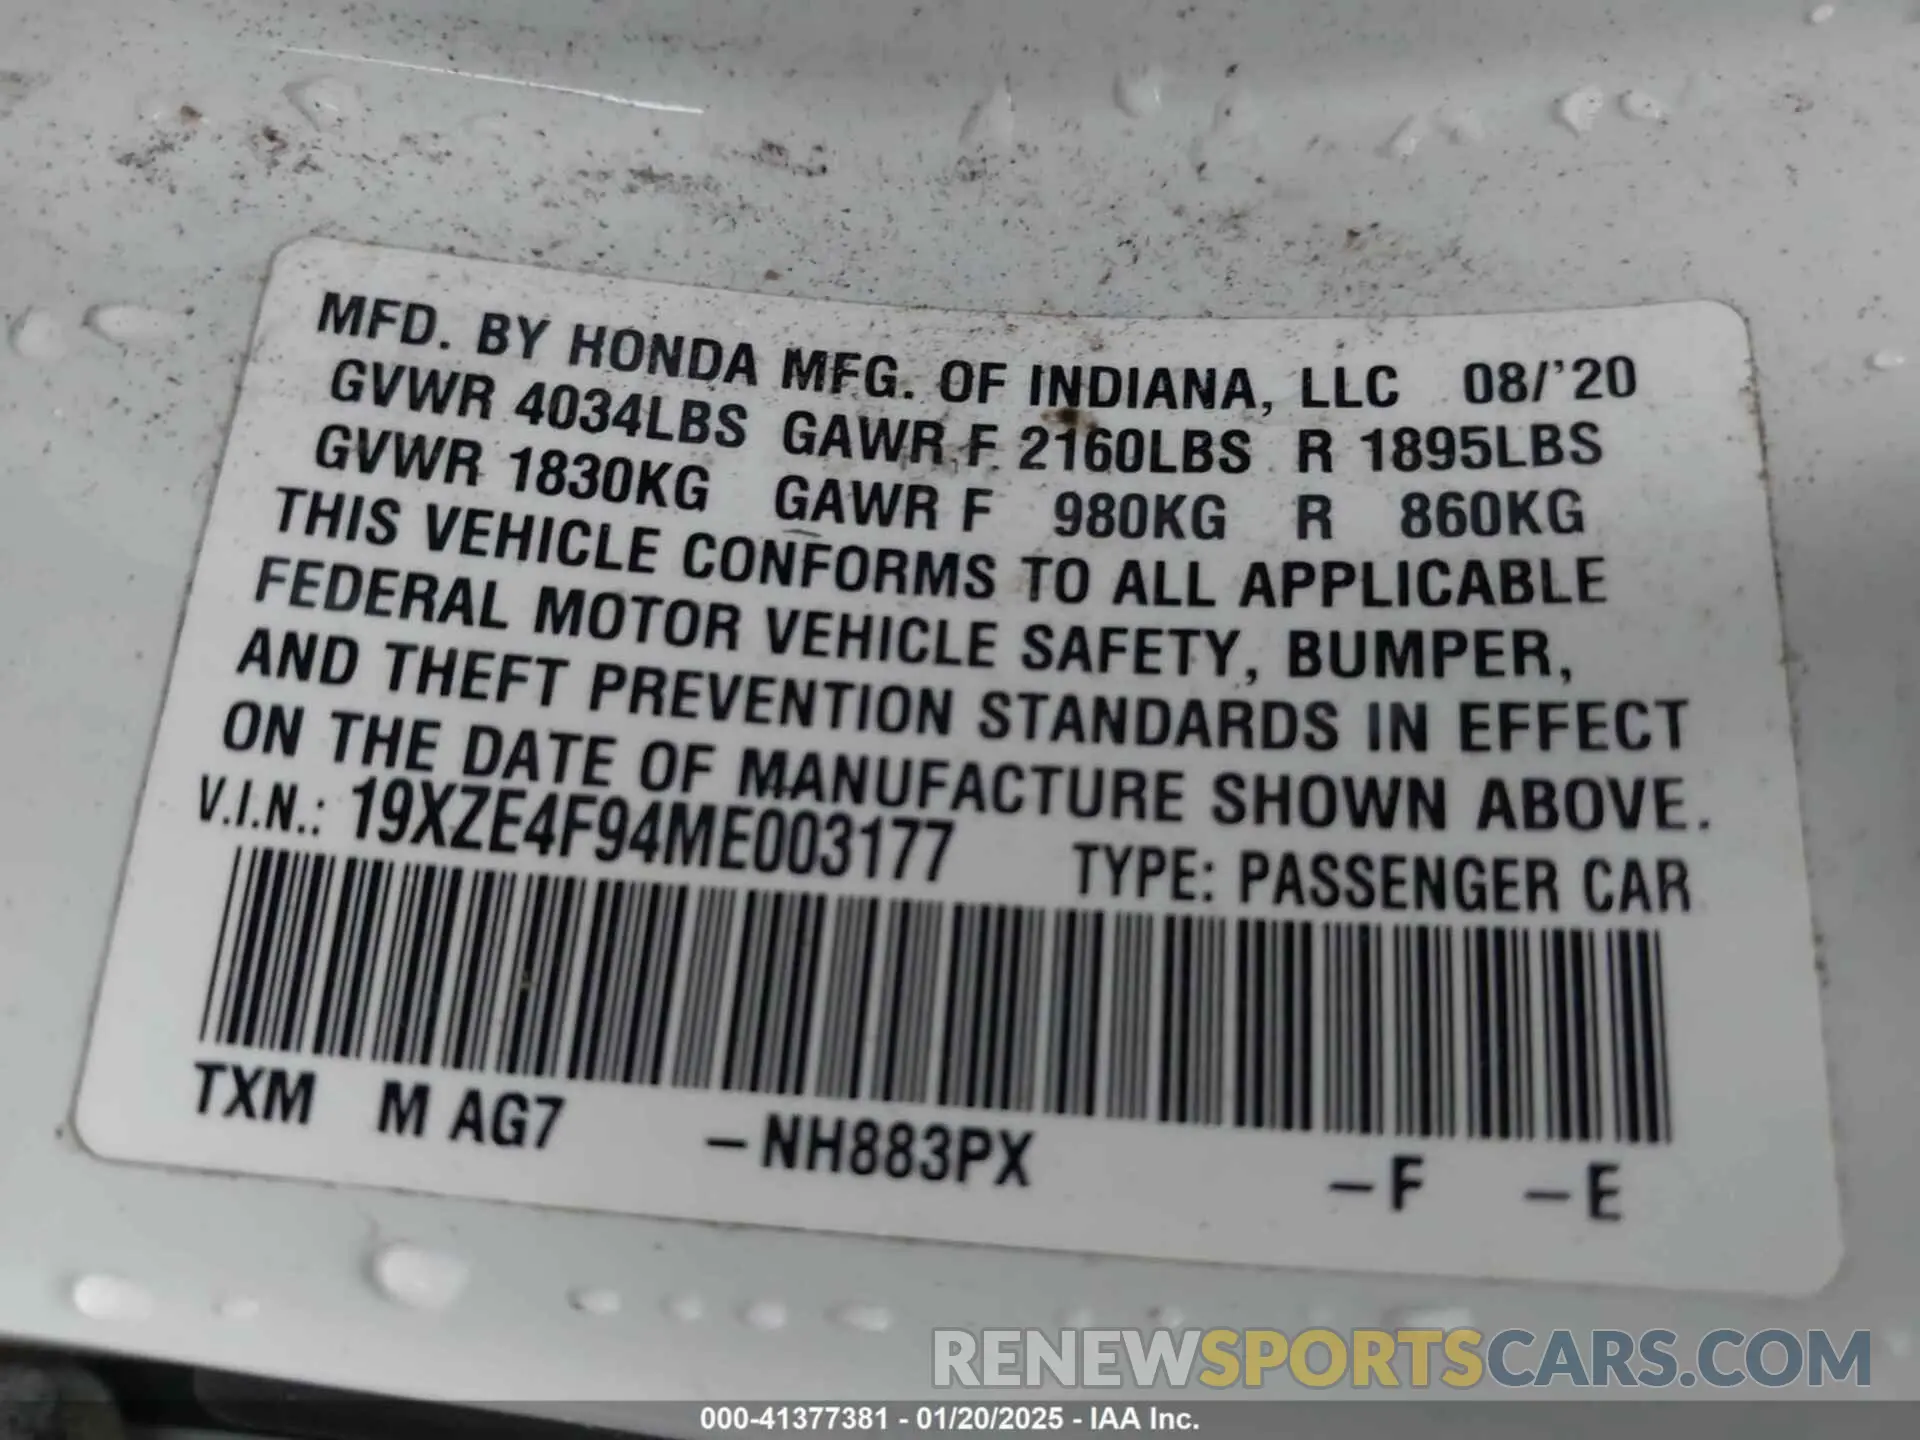 MFD. BY HONDA MFG. OF INDIANA, LLC 08/'20
GVWR 4034LBS GAWR F 2160LBS R 1895LBS
GVWR 1830KG GAWR F 980KG R 860KG
THIS VEHICLE CONFORMS TO ALL APPLICABLE
FEDERAL MOTOR VEHICLE SAFETY, BUMPER,
AND THEFT PREVENTION STANDARDS IN EFFECT
ON THE DATE OF MANUFACTURE SHOWN ABOVE.
V.I.N.: 19XZE4F94ME003177 TYPE: PASSENGER CAR
TXM M AG7 –NH883PX –F –E
RENEWSPORTSCARS.COM
000-41377381 - 01/20/2025 - IAA Inc.